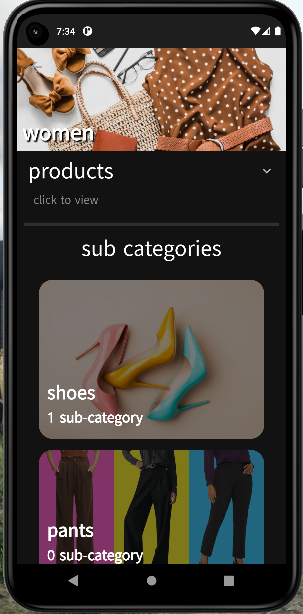 7:34
women
products
click to view
sub categories
shoes
1 sub-category
pants
0 sub-category